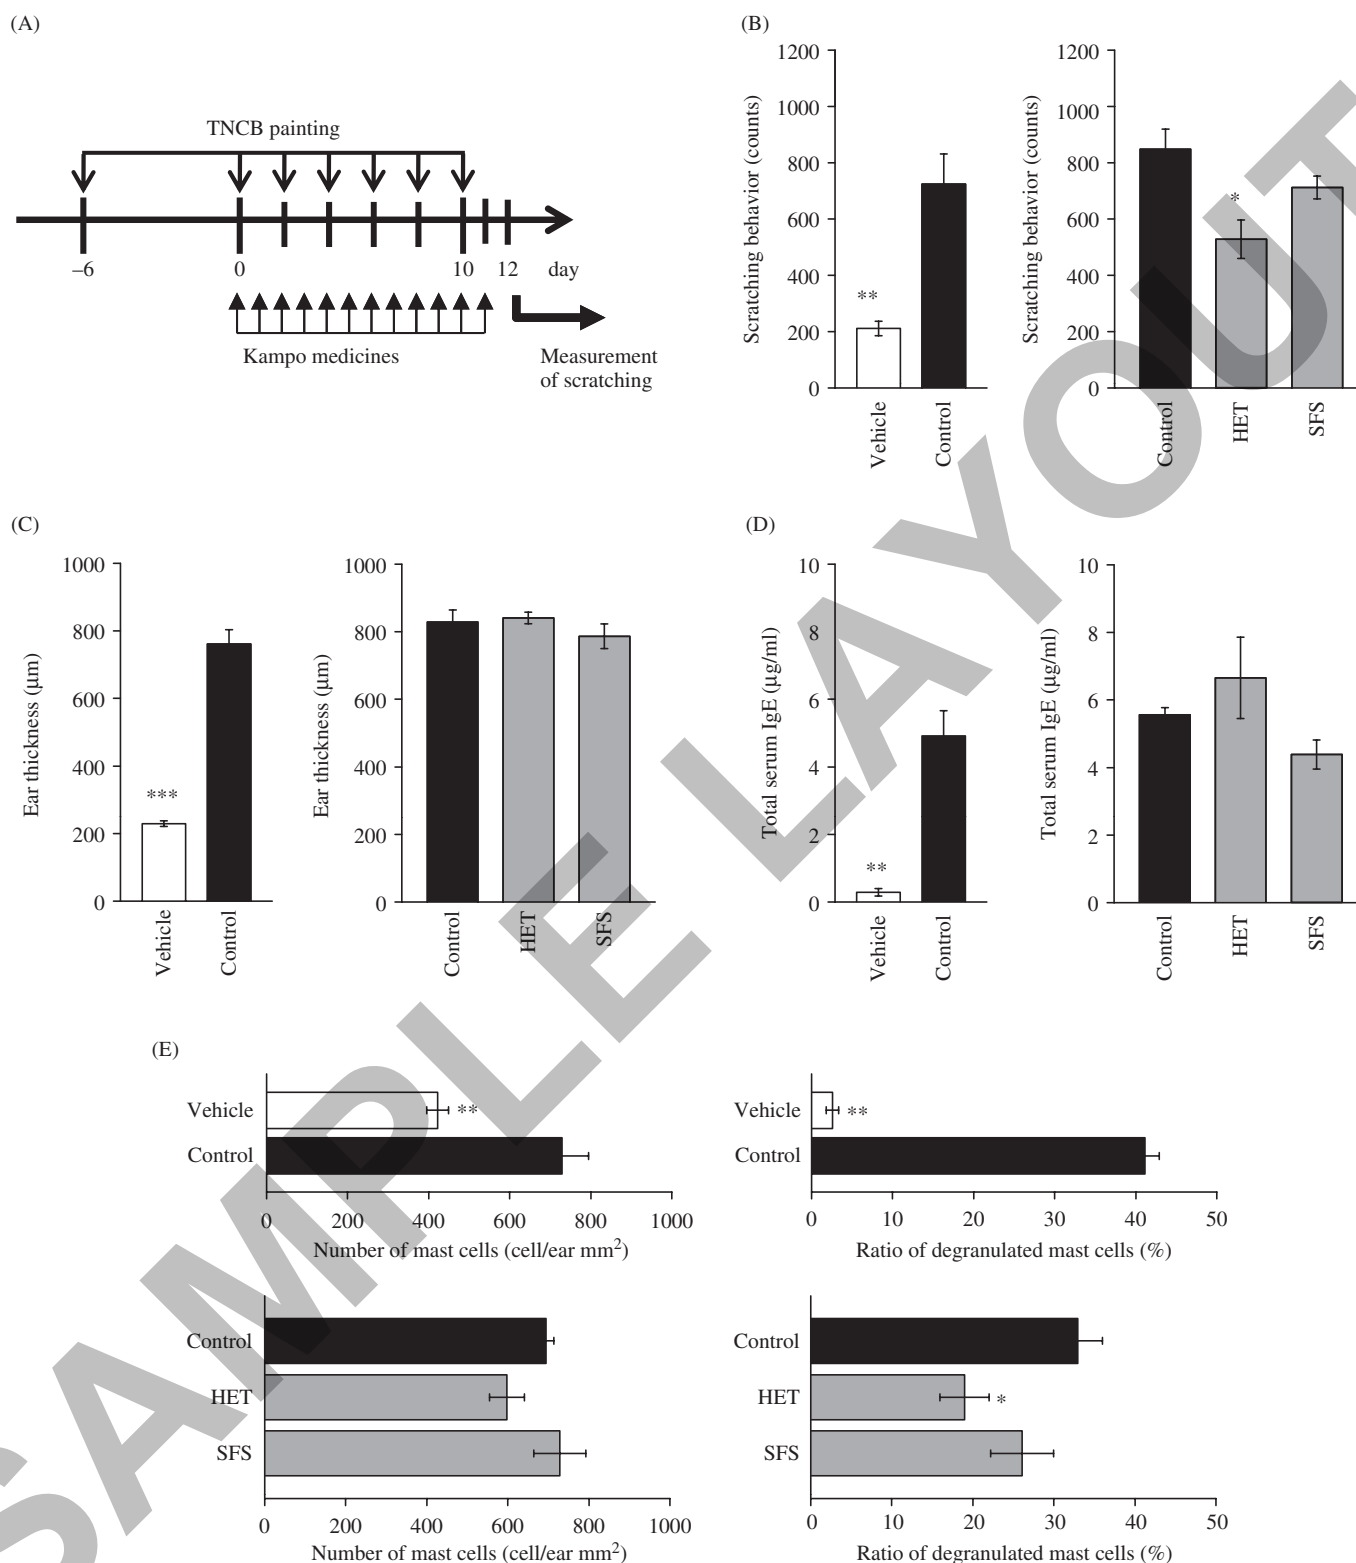 (A)
TNCB painting
–6
0
10
12
day
Kampo medicines
Measurement
of scratching
(B)
Scratching behavior (counts)
1200
1000
800
600
400
200
0
**
Vehicle
Control
Scratching behavior (counts)
1200
1000
800
600
400
200
0
*
Control
HET
SFS
(C)
Ear thickness (μm)
1000
800
600
400
200
0
***
Vehicle
Control
Ear thickness (μm)
1000
800
600
400
200
0
Control
HET
SFS
(D)
Total serum IgE (μg/ml)
10
8
6
4
2
0
**
Vehicle
Control
Total serum IgE (μg/ml)
10
8
6
4
2
0
Control
HET
SFS
(E)
Vehicle
**
Control
0 200 400 600 800 1000
Number of mast cells (cell/ear mm²)
Vehicle
**
Control
0 10 20 30 40 50
Ratio of degranulated mast cells (%)
Control
HET
SFS
0 200 400 600 800 1000
Number of mast cells (cell/ear mm²)
Control
HET
*
SFS
0 10 20 30 40 50
Ratio of degranulated mast cells (%)
SAMPLE LAYOUT